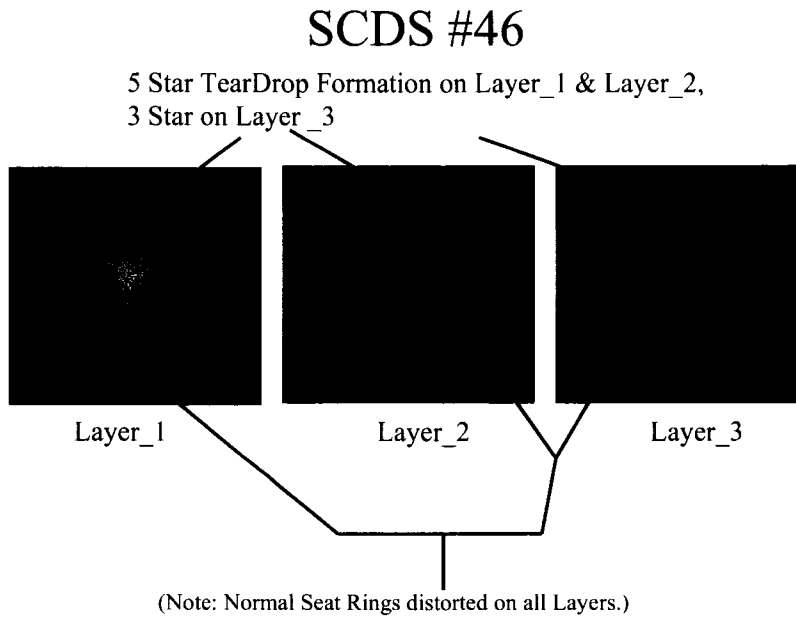 SCDS #46
5 Star TearDrop Formation on Layer_1 & Layer_2,
3 Star on Layer _3
Layer_1
Layer_2
Layer_3
(Note: Normal Seat Rings distorted on all Layers.)